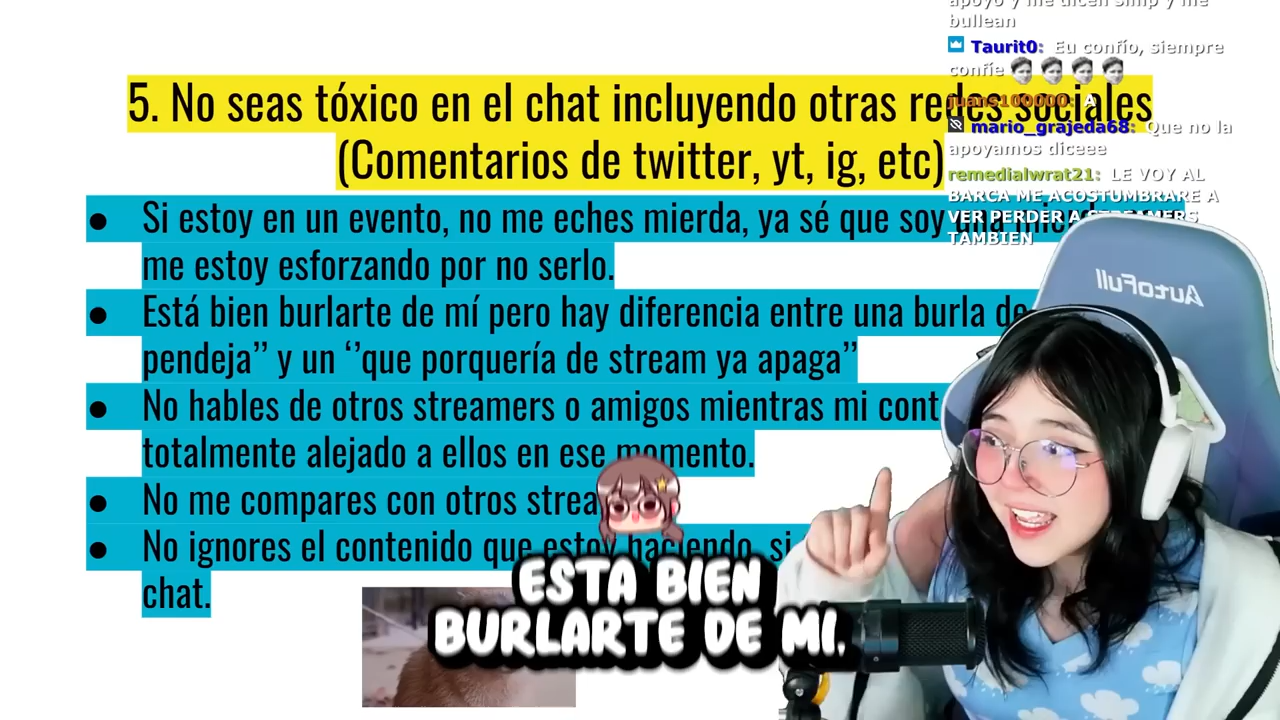 apoyo y me dicen simp y me
bullean
Taurit0: Eu confío, siempre
confíe
juans100000: A
mario_grajeda68: Que no la
apoyamos diceee
remedialwrat21: LE VOY AL
BARCA ME ACOSTUMBRARE A
VER PERDER A STREAMERS
TAMBIEN
5. No seas tóxico en el chat incluyendo otras redes sociales
(Comentarios de twitter, yt, ig, etc)
● Si estoy en un evento, no me eches mierda, ya sé que soy
me estoy esforzando por no serlo.
● Está bien burlarte de mí pero hay diferencia entre una burla de
pendeja’’ y un ‘’que porquería de stream ya apaga’’
● No hables de otros streamers o amigos mientras mi cont
totalmente alejado a ellos en ese momento.
● No me compares con otros strea
● No ignores el contenido que estoy haciendo, si
chat.
AutoFull
ESTA BIEN
BURLARTE DE MI,